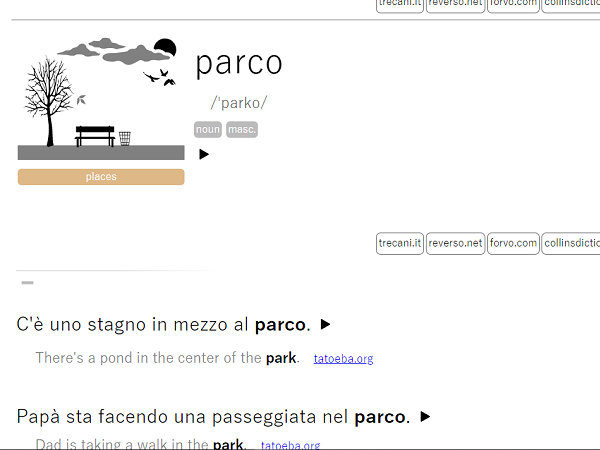 trecani.it reverso.net forvo.com
parco
/ˈparko/
noun masc.
places
trecani.it reverso.net forvo.com
C'è uno stagno in mezzo al parco.
There's a pond in the center of the park. tatoeba.org
Papà sta facendo una passeggiata nel parco.
Dad is taking a walk in the park. tatoeba.org